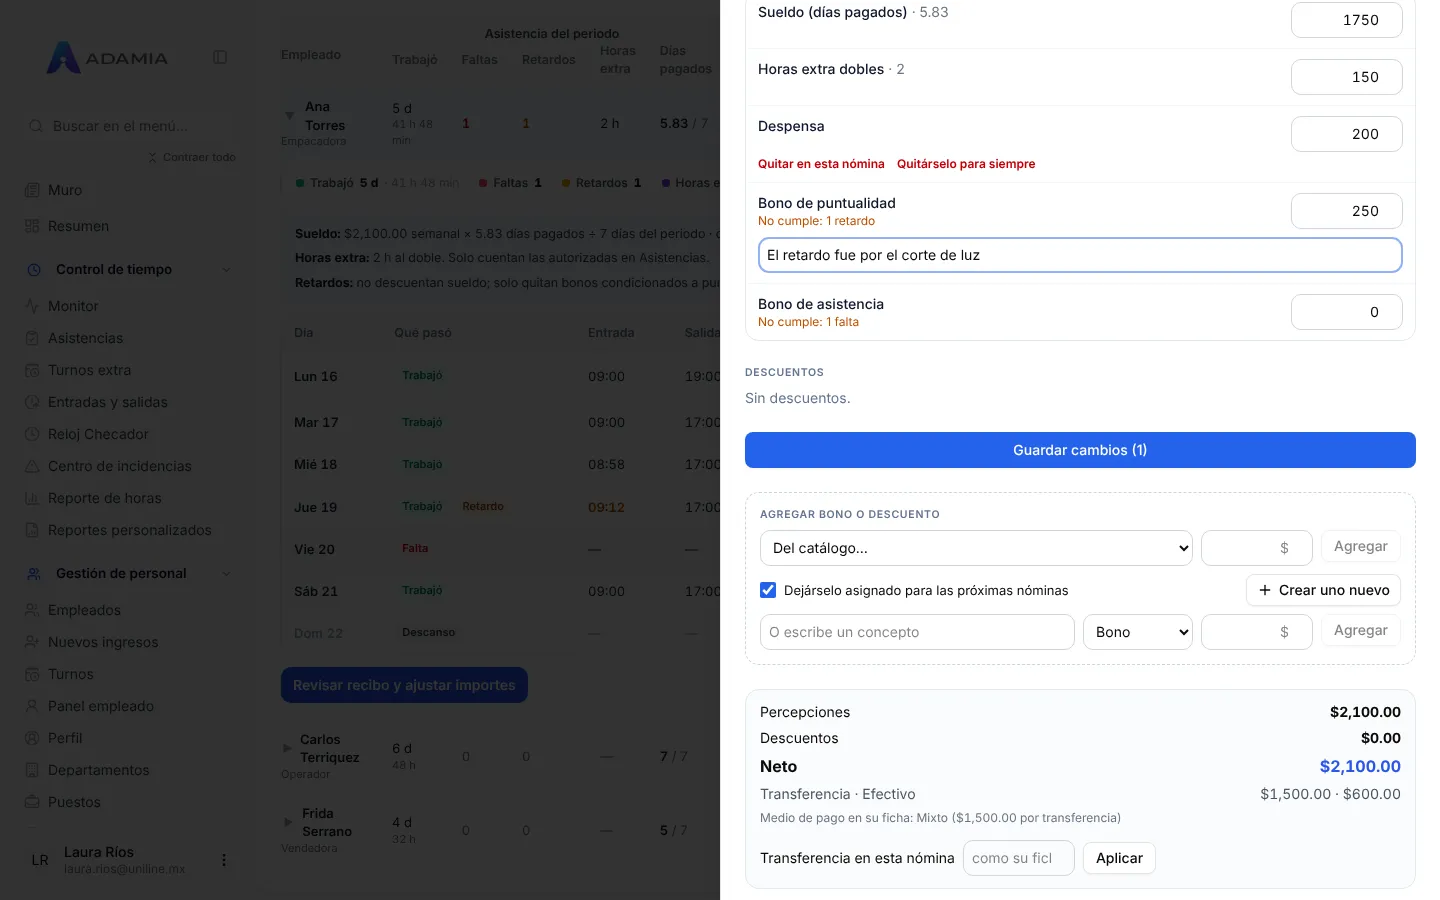 ADAMIA
Buscar en el menú...
Contraer todo
Muro
Resumen
Control de tiempo
Monitor
Asistencias
Turnos extra
Entradas y salidas
Reloj Checador
Centro de incidencias
Reporte de horas
Reportes personalizados
Gestión de personal
Empleados
Nuevos ingresos
Turnos
Panel empleado
Perfil
Departamentos
Puestos
LR
Laura Ríos
laura.rios@uniline.mx
Asistencia del periodo
Empleado Trabajó Faltas Retardos Horas extra Días pagados
Ana Torres
Empacadora
5 d
41 h 48 min
1 1 2 h 5.83 / 7
Trabajó 5 d · 41 h 48 min Faltas 1 Retardos 1 Horas e
Sueldo: $2,100.00 semanal × 5.83 días pagados ÷ 7 días del periodo ·
Horas extra: 2 h al doble. Solo cuentan las autorizadas en Asistencias.
Retardos: no descuentan sueldo; solo quitan bonos condicionados a pu
Día Qué pasó Entrada Salida
Lun 16 Trabajó 09:00 19:00
Mar 17 Trabajó 09:00 17:00
Mié 18 Trabajó 08:58 17:00
Jue 19 Trabajó Retardo 09:12 17:00
Vie 20 Falta — —
Sáb 21 Trabajó 09:00 17:00
Dom 22 Descanso — —
Revisar recibo y ajustar importes
Carlos Terriquez
Operador
6 d
48 h
0 0 — 7 / 7
Frida Serrano
Vendedora
4 d
32 h
0 0 — 5 / 7
Sueldo (días pagados) · 5.83 1750
Horas extra dobles · 2 150
Despensa 200
Quitar en esta nómina Quitárselo para siempre
Bono de puntualidad 250
No cumple: 1 retardo
El retardo fue por el corte de luz
Bono de asistencia 0
No cumple: 1 falta
DESCUENTOS
Sin descuentos.
Guardar cambios (1)
AGREGAR BONO O DESCUENTO
Del catálogo... $ Agregar
Dejárselo asignado para las próximas nóminas + Crear uno nuevo
O escribe un concepto Bono $ Agregar
Percepciones $2,100.00
Descuentos $0.00
Neto $2,100.00
Transferencia · Efectivo $1,500.00 · $600.00
Medio de pago en su ficha: Mixto ($1,500.00 por transferencia)
Transferencia en esta nómina como su ficl Aplicar